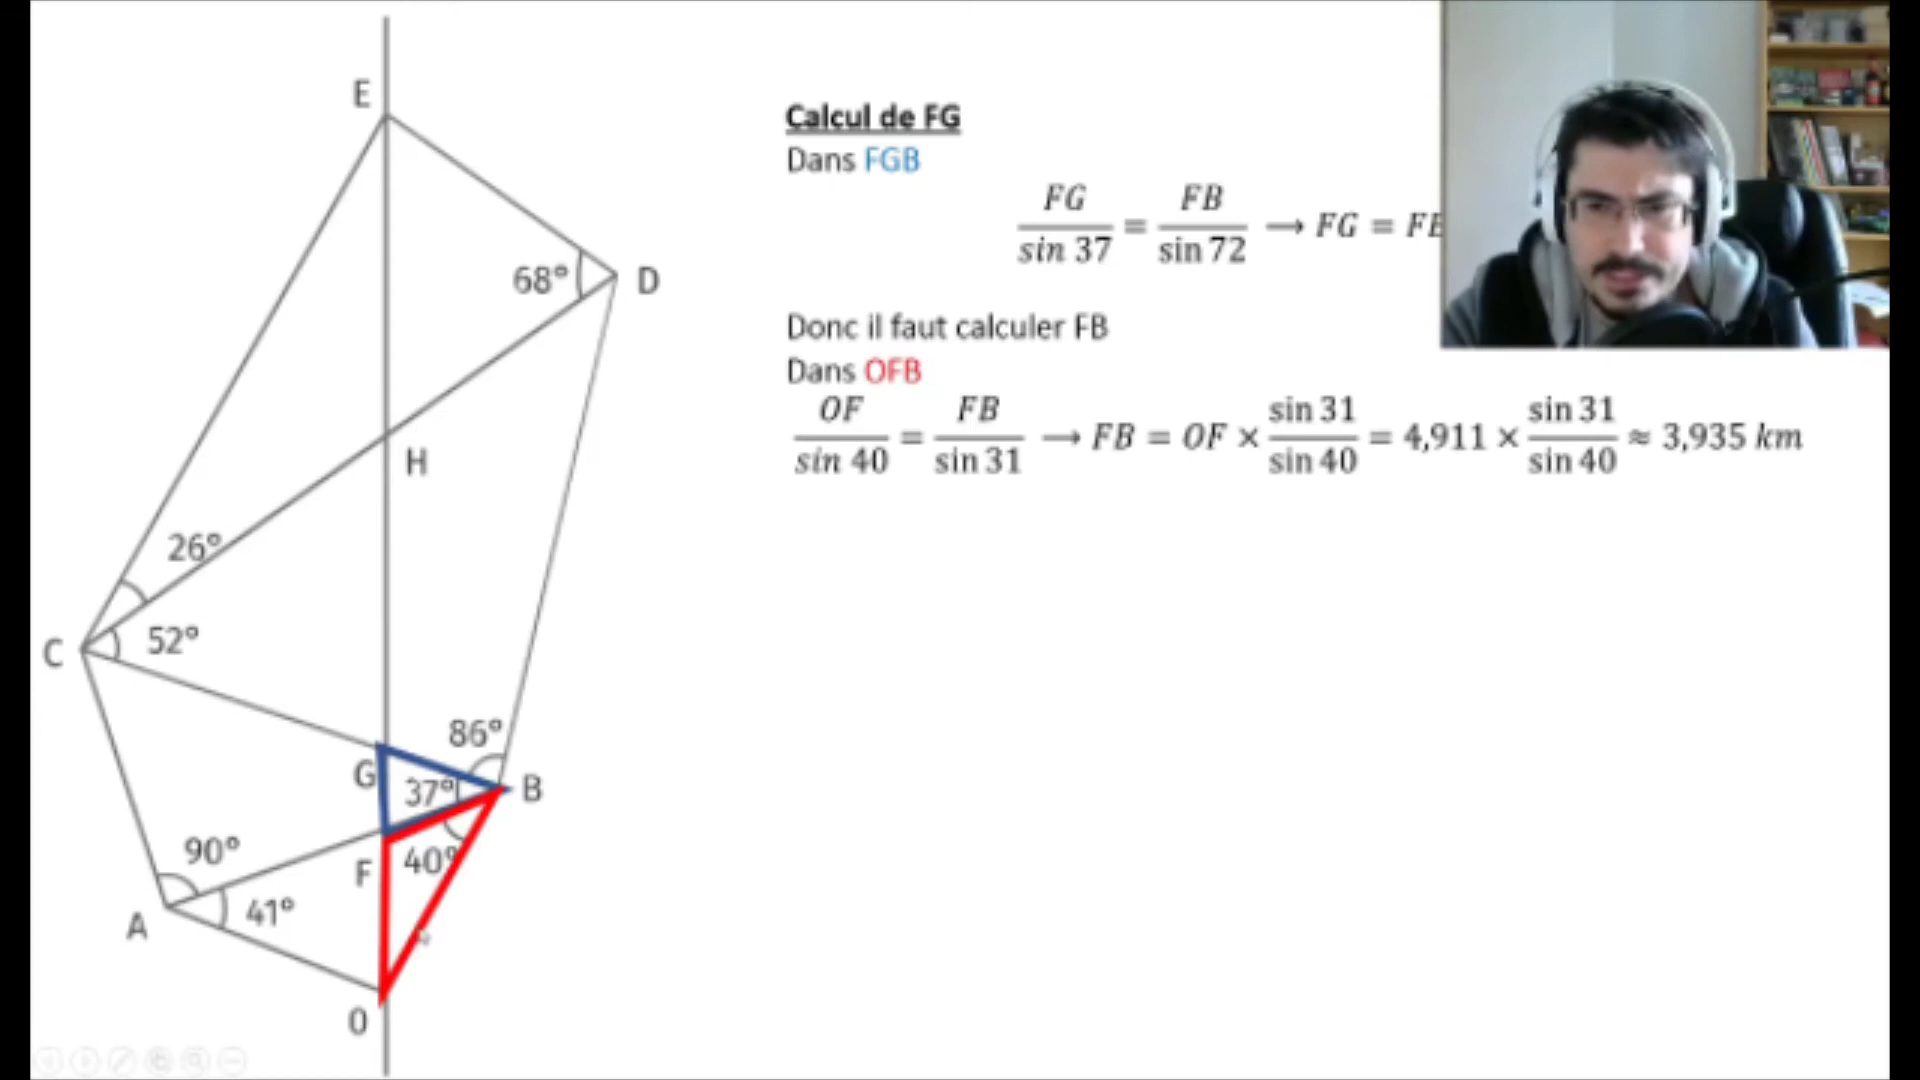 E
Calcul de FG
Dans FGB
FG / sin 37 = FB / sin 72 → FG = FB
68°
D
Donc il faut calculer FB
Dans OFB
OF / sin 40 = FB / sin 31 → FB = OF × sin 31 / sin 40 = 4,911 × sin 31 / sin 40 ≈ 3,935 km
H
26°
52°
C
86°
G
37°
B
90°
F
40°
41°
A
O